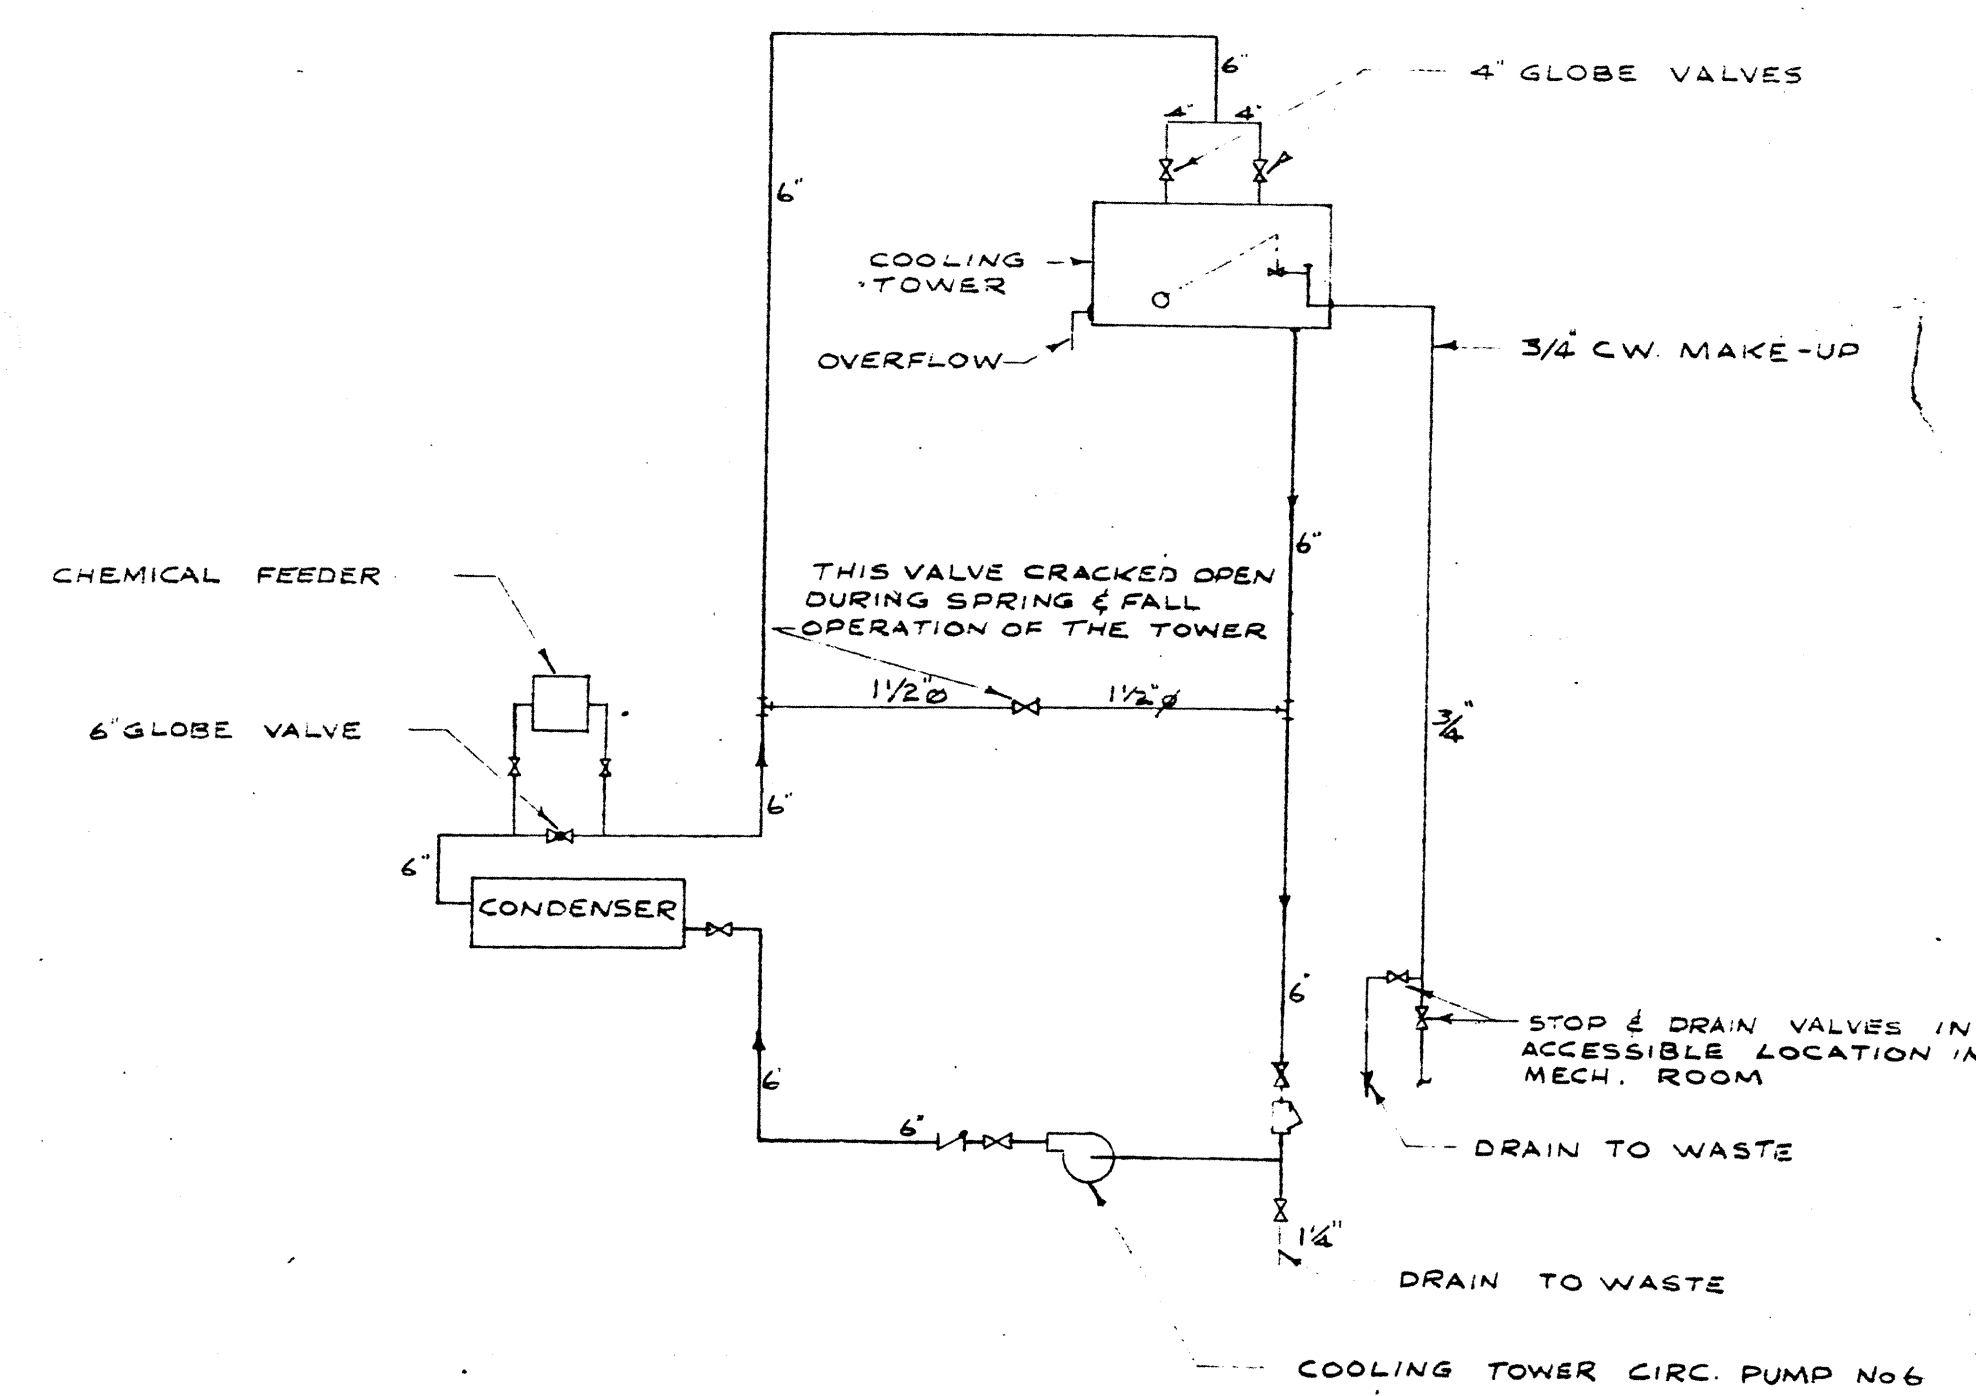 6"
4" GLOBE VALVES
4" 4"
6"
COOLING
TOWER
OVERFLOW
3/4" CW. MAKE-UP
6"
THIS VALVE CRACKED OPEN
DURING SPRING & FALL
OPERATION OF THE TOWER
CHEMICAL FEEDER
1 1/2"ø 1 1/2"ø
6" GLOBE VALVE
3/4"
6"
6"
CONDENSER
6"
STOP & DRAIN VALVES IN
ACCESSIBLE LOCATION IN
MECH. ROOM
6"
6"
DRAIN TO WASTE
1 1/4"
DRAIN TO WASTE
COOLING TOWER CIRC. PUMP No 6